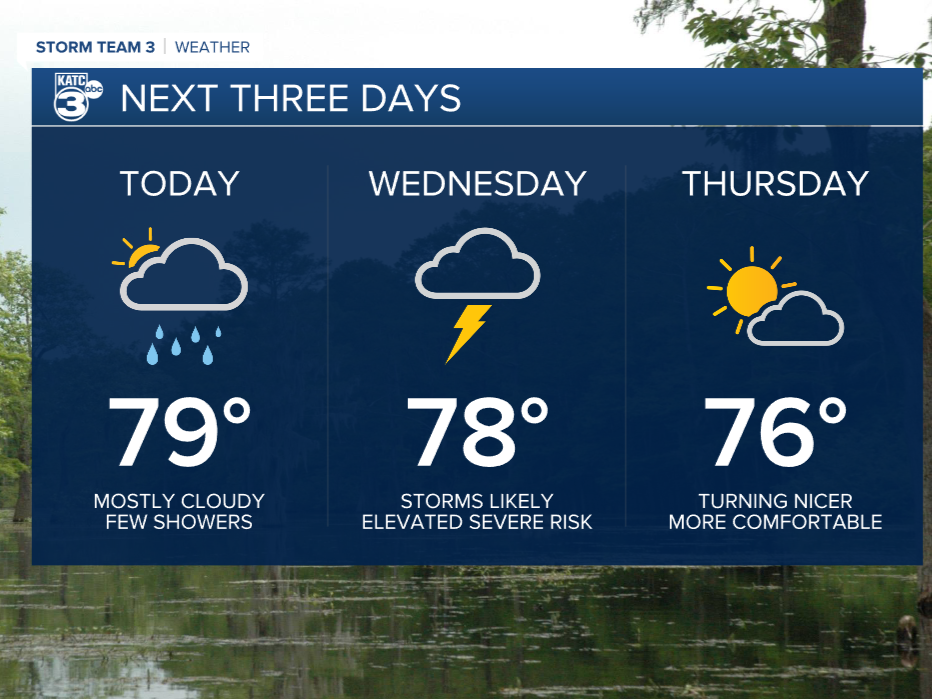 STORM TEAM 3 | WEATHER
KATC
3
abc
NEXT THREE DAYS
TODAY
79°
MOSTLY CLOUDY
FEW SHOWERS
WEDNESDAY
78°
STORMS LIKELY
ELEVATED SEVERE RISK
THURSDAY
76°
TURNING NICER
MORE COMFORTABLE